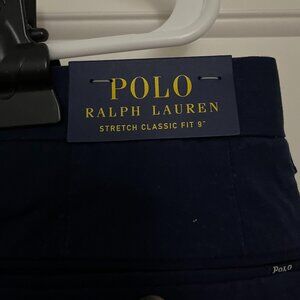 POLO
RALPH LAUREN
STRETCH CLASSIC FIT 9"
POLO